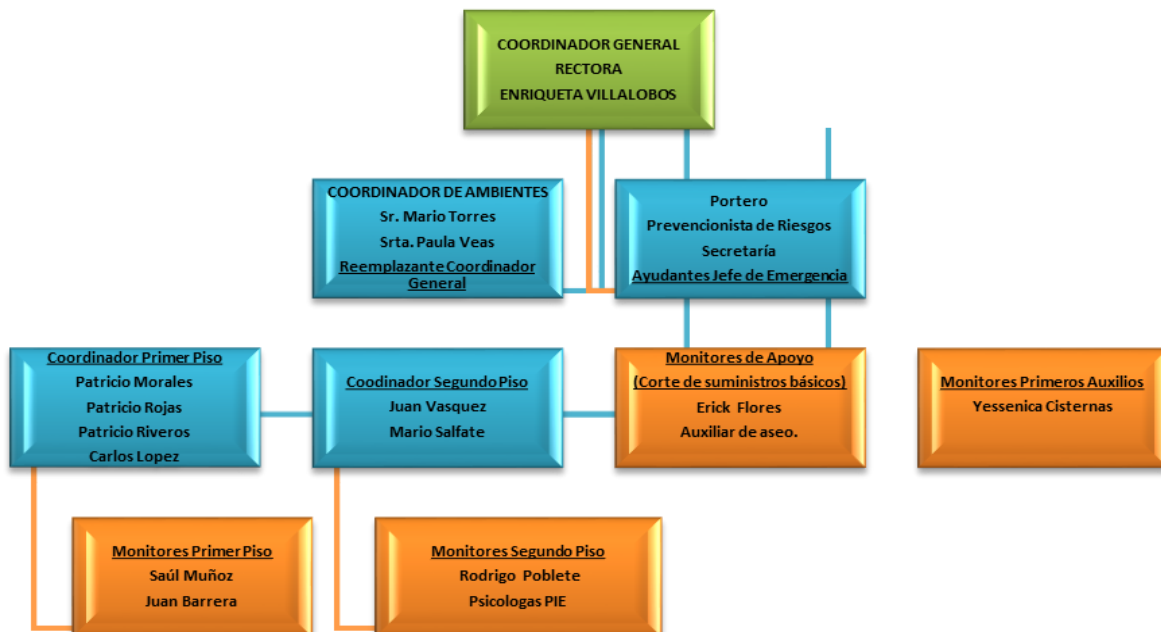 COORDINADOR GENERAL
RECTORA
ENRIQUETA VILLALOBOS
COORDINADOR DE AMBIENTES
Sr. Mario Torres
Srta. Paula Veas
Reemplazante Coordinador
General
Portero
Prevencionista de Riesgos
Secretaría
Ayudantes Jefe de Emergencia
Coordinador Primer Piso
Patricio Morales
Patricio Rojas
Patricio Riveros
Carlos Lopez
Coodinador Segundo Piso
Juan Vasquez
Mario Salfate
Monitores de Apoyo
(Corte de suministros básicos)
Erick Flores
Auxiliar de aseo.
Monitores Primeros Auxilios
Yessenica Cisternas
Monitores Primer Piso
Saúl Muñoz
Juan Barrera
Monitores Segundo Piso
Rodrigo Poblete
Psicologas PIE